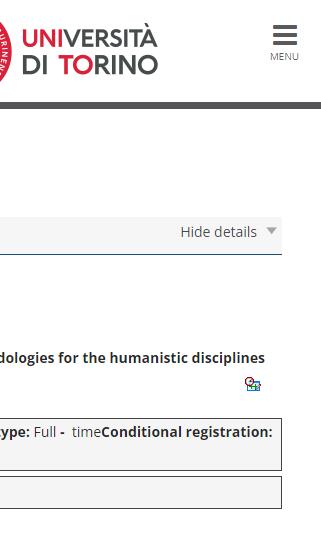 UNIVERSITÀ
DI TORINO
MENU
Hide details
dologies for the humanistic disciplines
ype: Full - timeConditional registration: